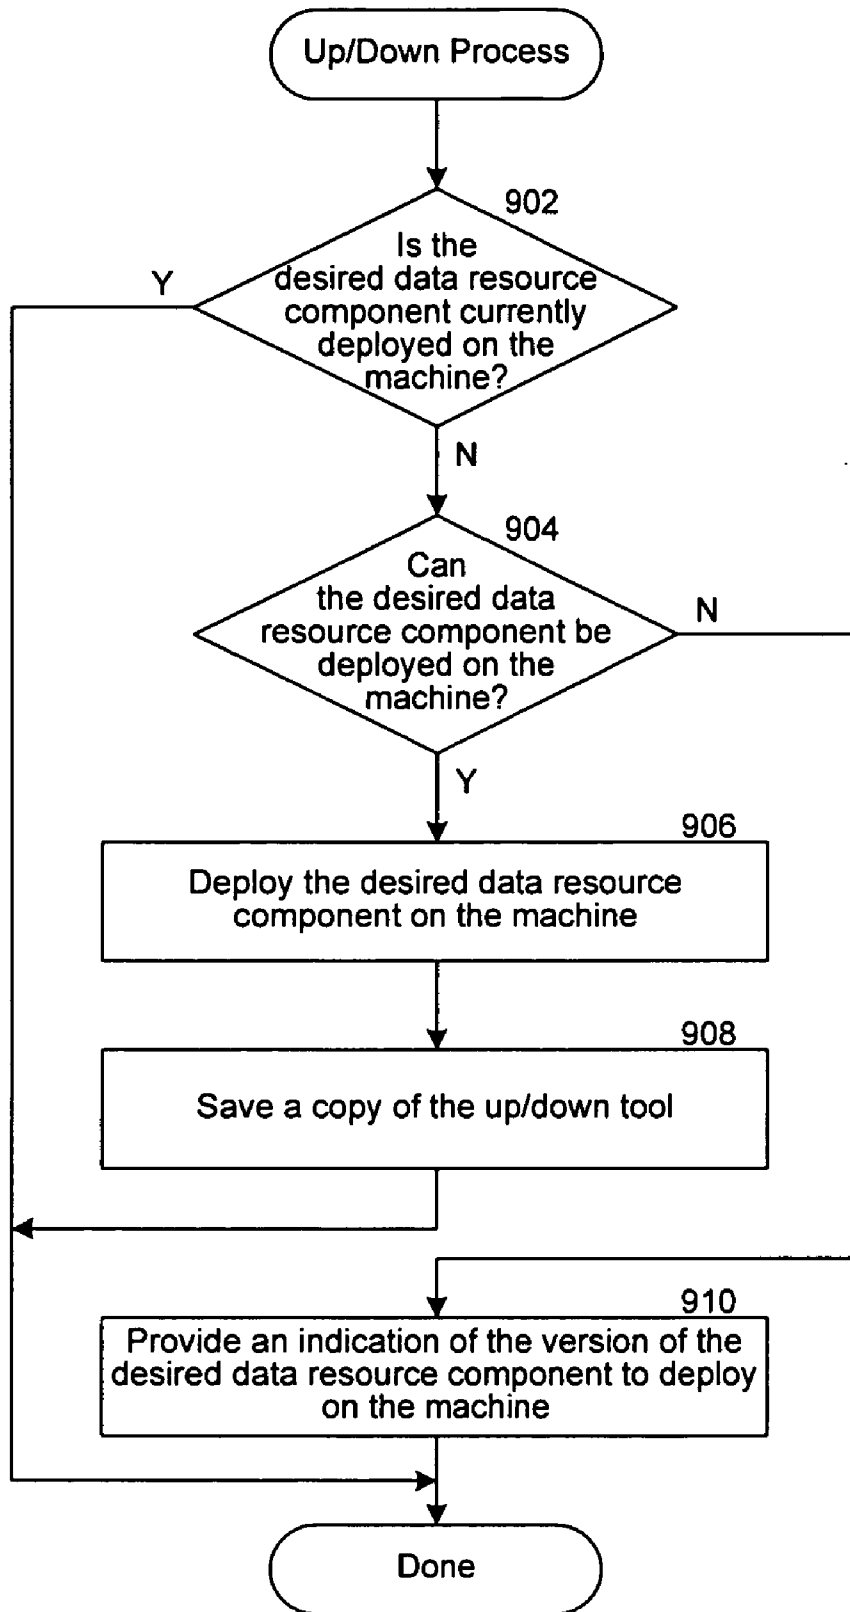 Up/Down Process
902
Is the
desired data resource
component currently
deployed on the
machine?
Y
N
904
Can
the desired data
resource component be
deployed on the
machine?
N
Y
906
Deploy the desired data resource
component on the machine
908
Save a copy of the up/down tool
910
Provide an indication of the version of the
desired data resource component to deploy
on the machine
Done